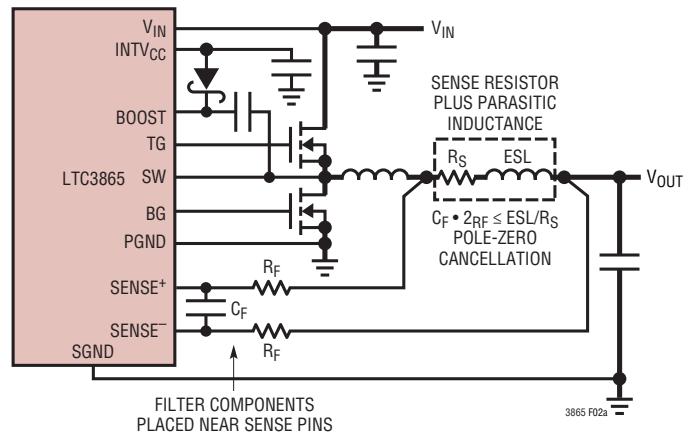 VIN
VIN
INTVCC
SENSE RESISTOR
PLUS PARASITIC
INDUCTANCE
BOOST
TG
RS
ESL
LTC3865
SW
VOUT
BG
CF • 2RF ≤ ESL/RS
POLE-ZERO
CANCELLATION
PGND
RF
SENSE+
CF
SENSE–
RF
SGND
FILTER COMPONENTS
PLACED NEAR SENSE PINS
3865 F02a